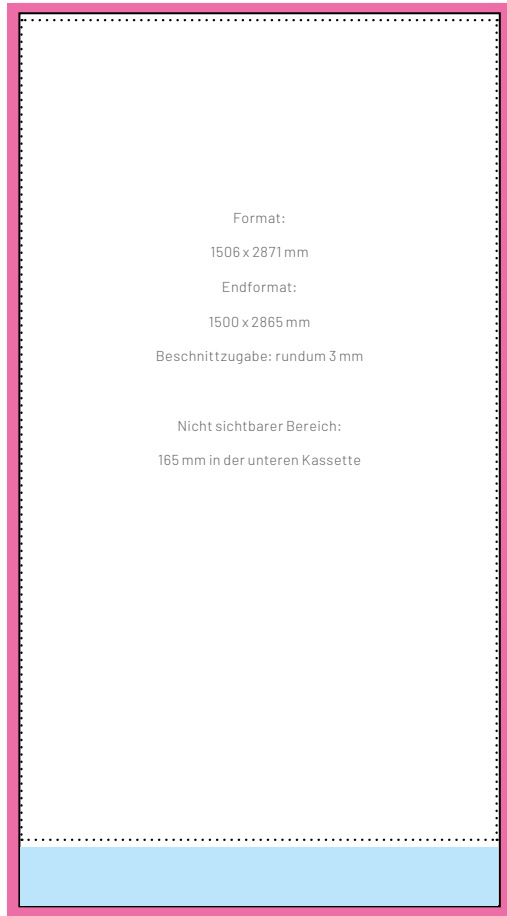 Format:
1506 x 2871 mm
Endformat:
1500 x 2865 mm
Beschnittzugabe: rundum 3 mm
Nicht sichtbarer Bereich:
165 mm in der unteren Kassette